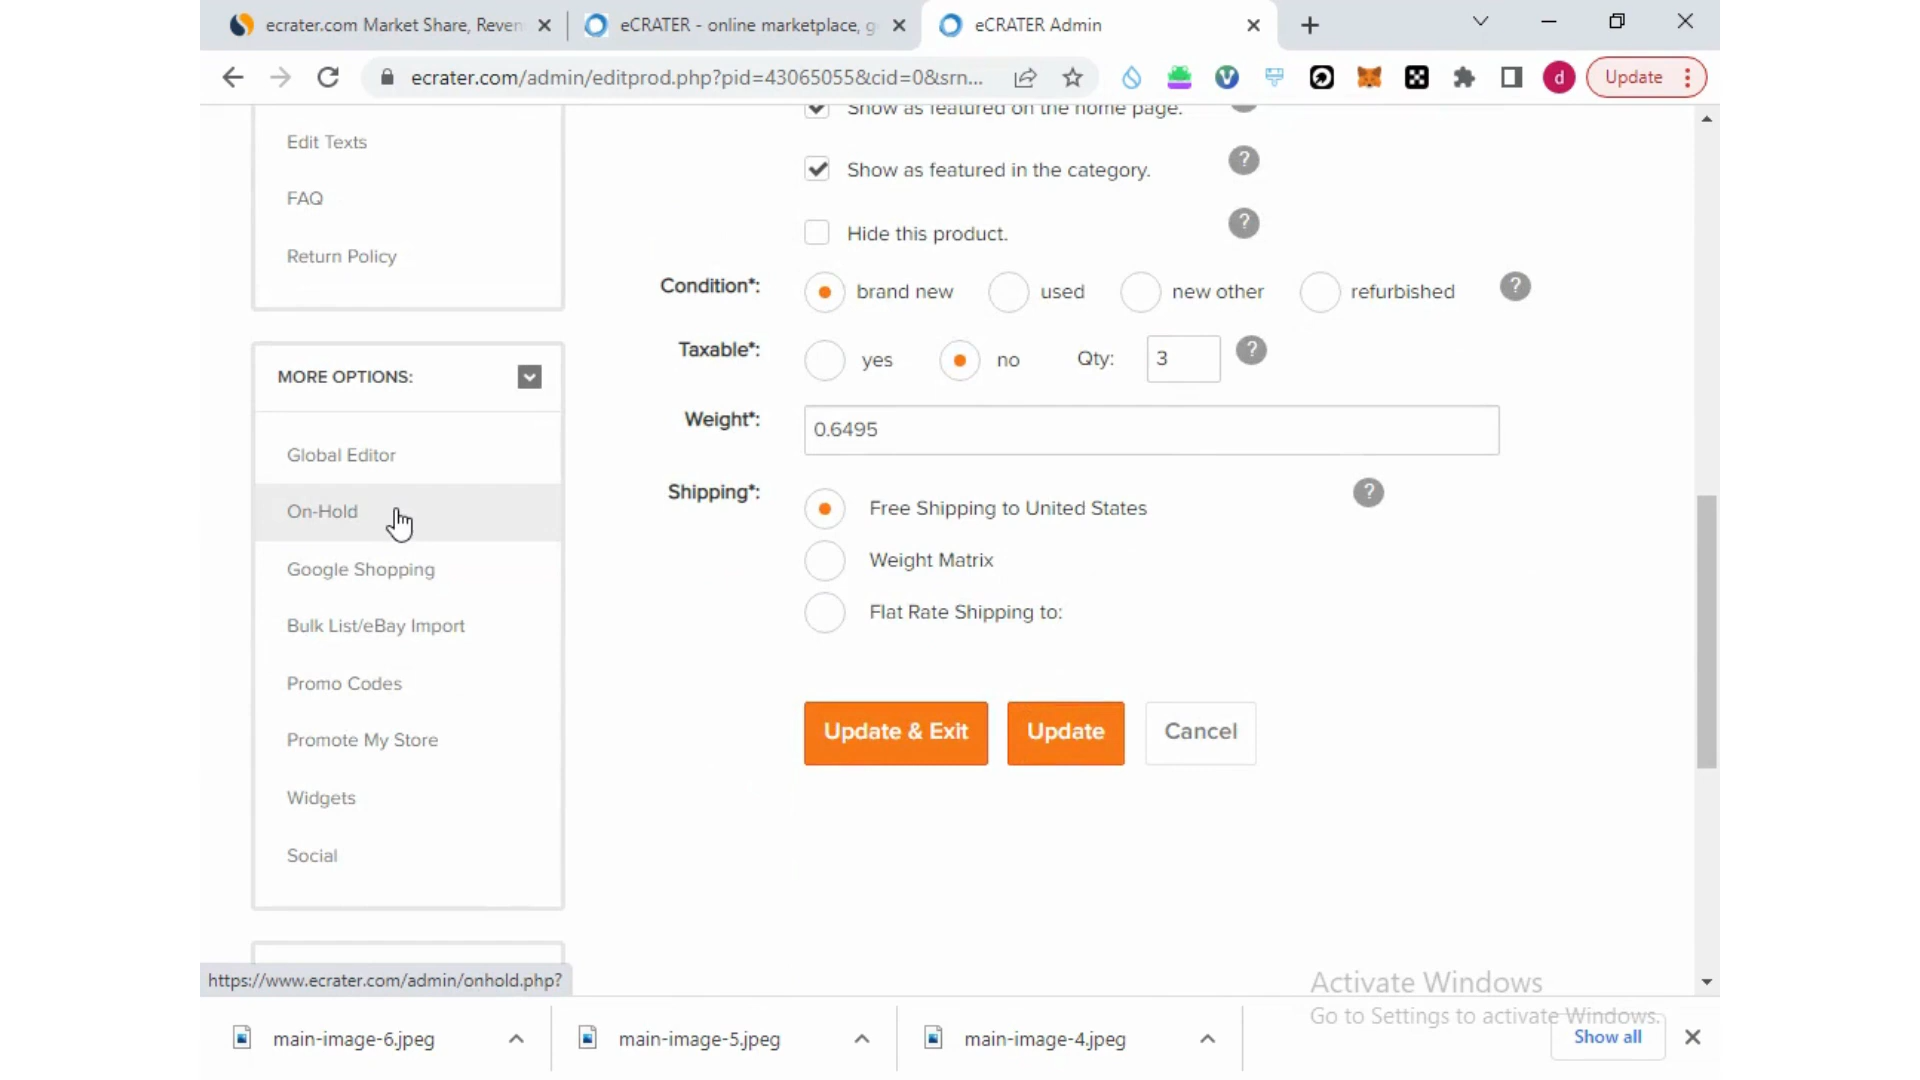 ecrater.com Market Share, Reven
eCRATER - online marketplace, g
eCRATER Admin
ecrater.com/admin/editprod.php?pid=43065055&cid=0&srn...
d
Update
Edit Texts
FAQ
Return Policy
MORE OPTIONS:
Global Editor
On-Hold
Google Shopping
Bulk List/eBay Import
Promo Codes
Promote My Store
Widgets
Social
Show as featured on the home page.
Show as featured in the category.
?
Hide this product.
?
Condition*:
brand new
used
new other
refurbished
?
Taxable*:
yes
no
Qty:
3
?
Weight*:
0.6495
Shipping*:
Free Shipping to United States
?
Weight Matrix
Flat Rate Shipping to:
Update & Exit
Update
Cancel
https://www.ecrater.com/admin/onhold.php?
Activate Windows
Go to Settings to activate Windows.
main-image-6.jpeg
main-image-5.jpeg
main-image-4.jpeg
Show all